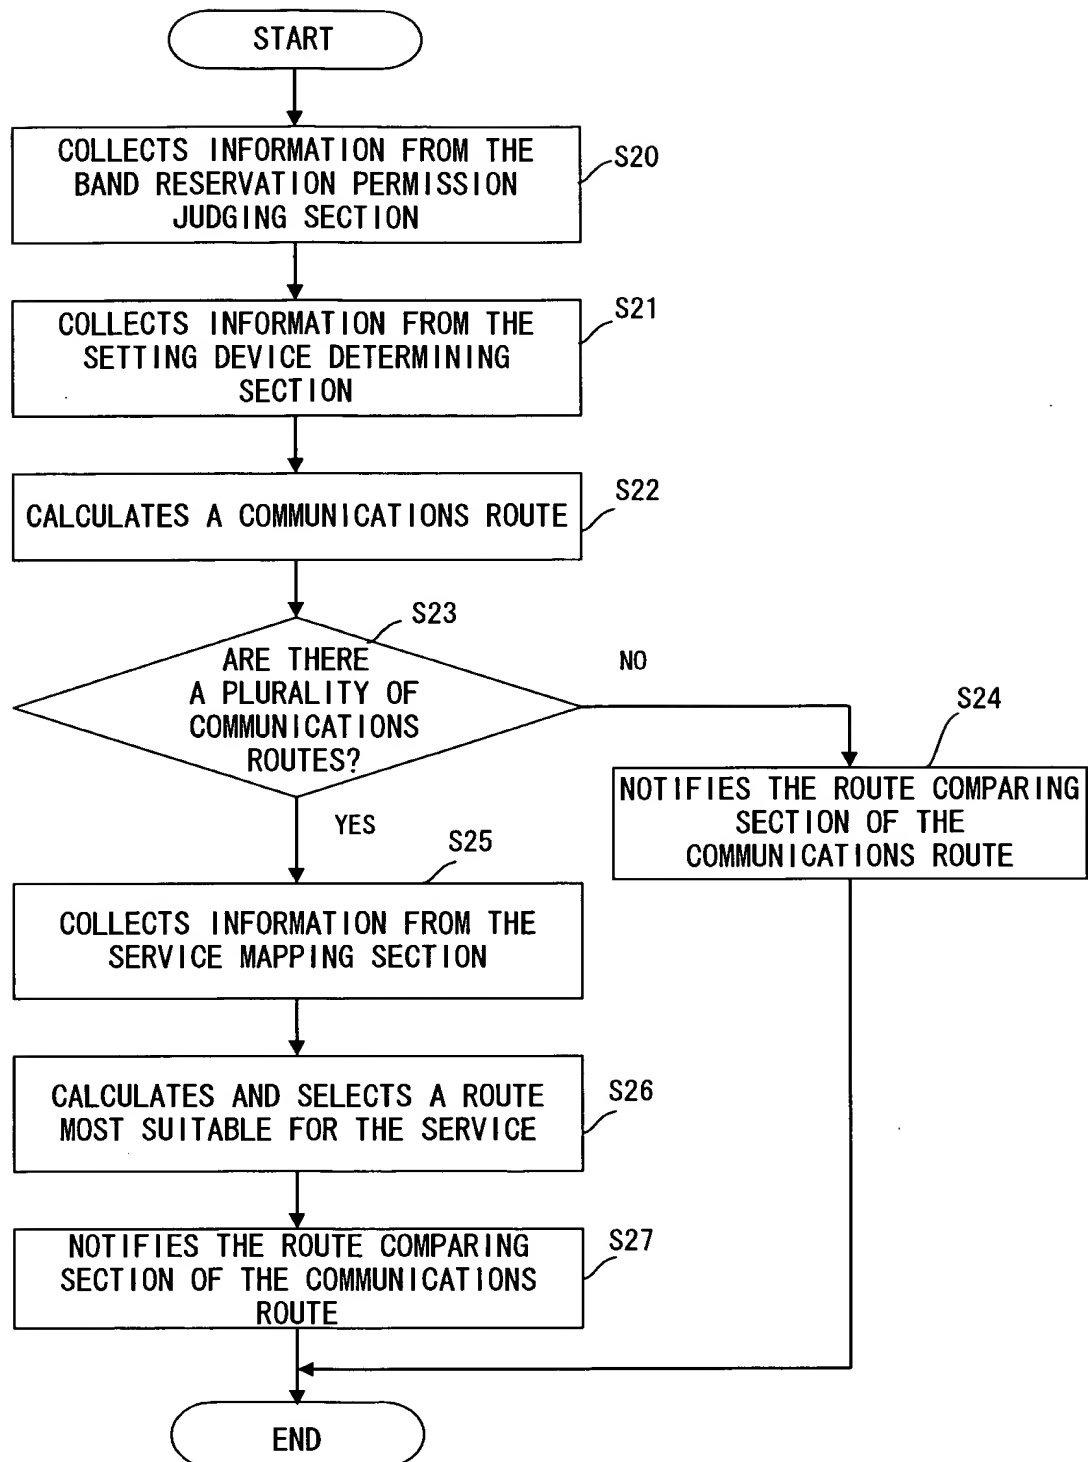 START
COLLECTS INFORMATION FROM THE
BAND RESERVATION PERMISSION
JUDGING SECTION
S20
COLLECTS INFORMATION FROM THE
SETTING DEVICE DETERMINING
SECTION
S21
CALCULATES A COMMUNICATIONS ROUTE
S22
ARE THERE
A PLURALITY OF
COMMUNICATIONS
ROUTES?
S23
NO
S24
NOTIFIES THE ROUTE COMPARING
SECTION OF THE
COMMUNICATIONS ROUTE
YES
S25
COLLECTS INFORMATION FROM THE
SERVICE MAPPING SECTION
CALCULATES AND SELECTS A ROUTE
MOST SUITABLE FOR THE SERVICE
S26
NOTIFIES THE ROUTE COMPARING
SECTION OF THE COMMUNICATIONS
ROUTE
S27
END